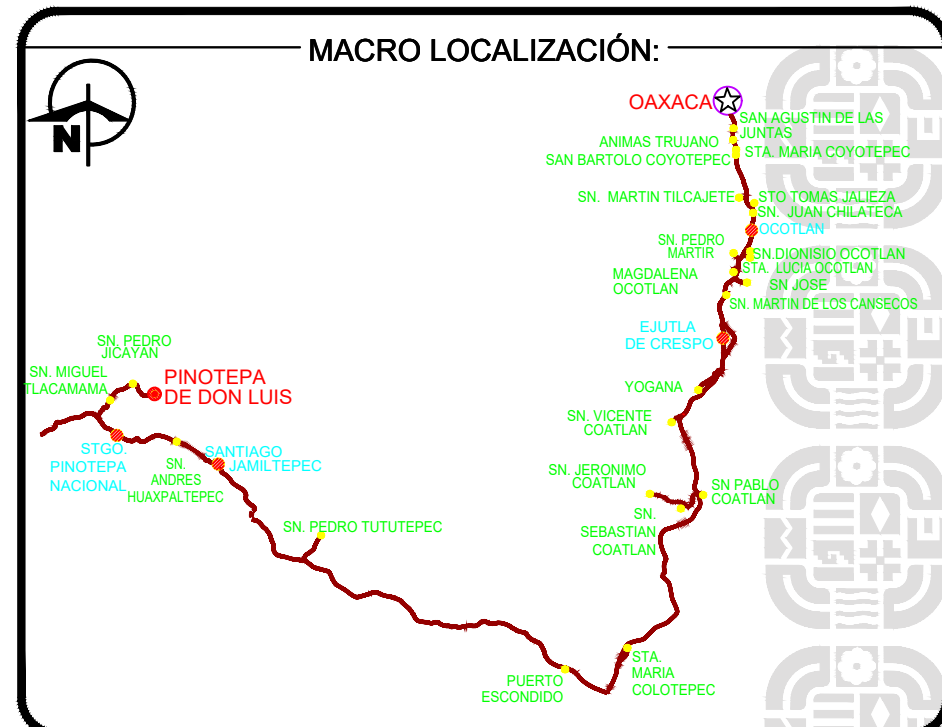 MACRO LOCALIZACIÓN:
N
OAXACA
SAN AGUSTIN DE LAS
JUNTAS
ANIMAS TRUJANO
SAN BARTOLO COYOTEPEC
STA. MARIA COYOTEPEC
SN. MARTIN TILCAJETE
STO TOMAS JALIEZA
SN. JUAN CHILATECA
OCOTLAN
SN. PEDRO
MARTIR
SN.DIONISIO OCOTLAN
STA. LUCIA OCOTLAN
MAGDALENA
OCOTLAN
SN JOSE
SN. MARTIN DE LOS CANSECOS
EJUTLA
DE CRESPO
SN. PEDRO
JICAYAN
SN. MIGUEL
TLACAMAMA
PINOTEPA
DE DON LUIS
YOGANA
SN. VICENTE
COATLAN
STGO.
PINOTEPA
NACIONAL
SN.
ANDRES
HUAXPALTEPEC
SANTIAGO
JAMILTEPEC
SN. JERONIMO
COATLAN
SN PABLO
COATLAN
SN.
SEBASTIAN
COATLAN
SN. PEDRO TUTUTEPEC
PUERTO
ESCONDIDO
STA.
MARIA
COLOTEPEC